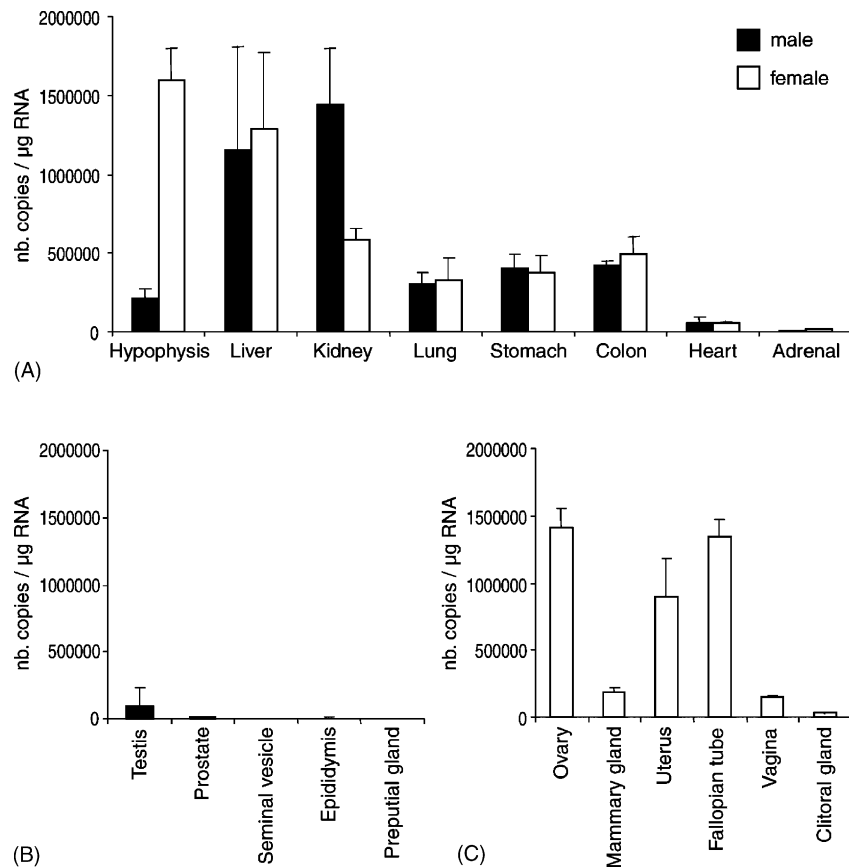 2000000
1500000
1000000
500000
0
nb. copies / µg RNA
male
female
Hypophysis Liver Kidney Lung Stomach Colon Heart Adrenal
(A)
2000000
1500000
1000000
500000
0
nb. copies / µg RNA
Testis
Prostate
Seminal vesicle
Epididymis
Preputial gland
(B)
2000000
1500000
1000000
500000
0
nb. copies / µg RNA
Ovary
Mammary gland
Uterus
Fallopian tube
Vagina
Clitoral gland
(C)